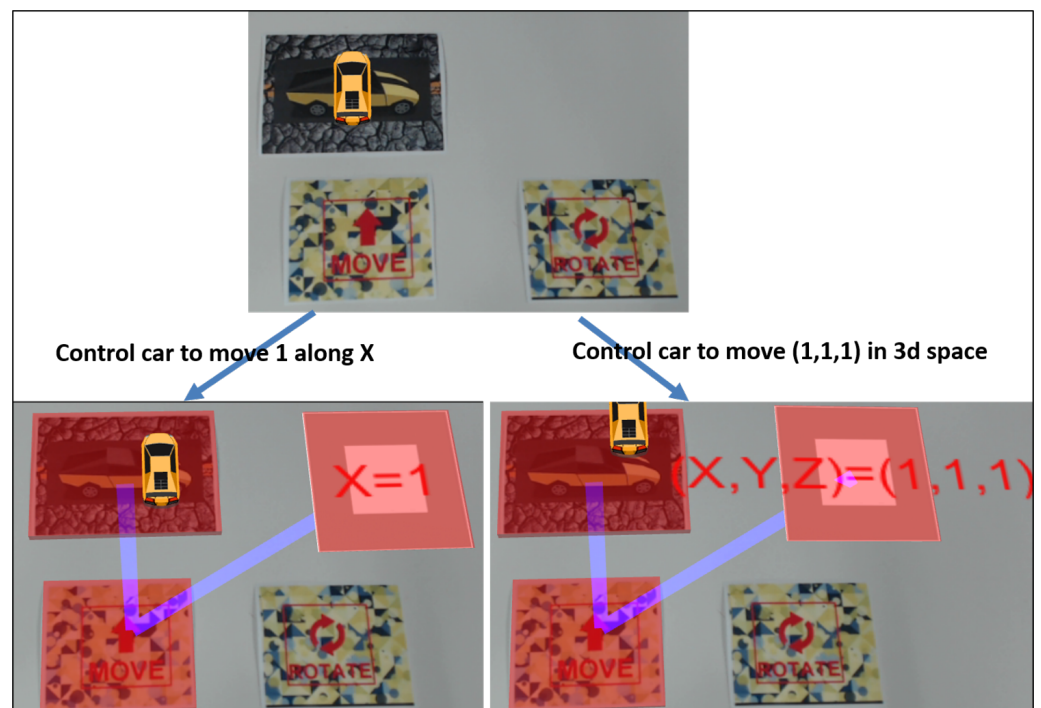 MOVE
ROTATE
Control car to move 1 along X
Control car to move (1,1,1) in 3d space
X=1
(X,Y,Z)=(1,1,1)
MOVE
ROTATE
MOVE
ROTATE